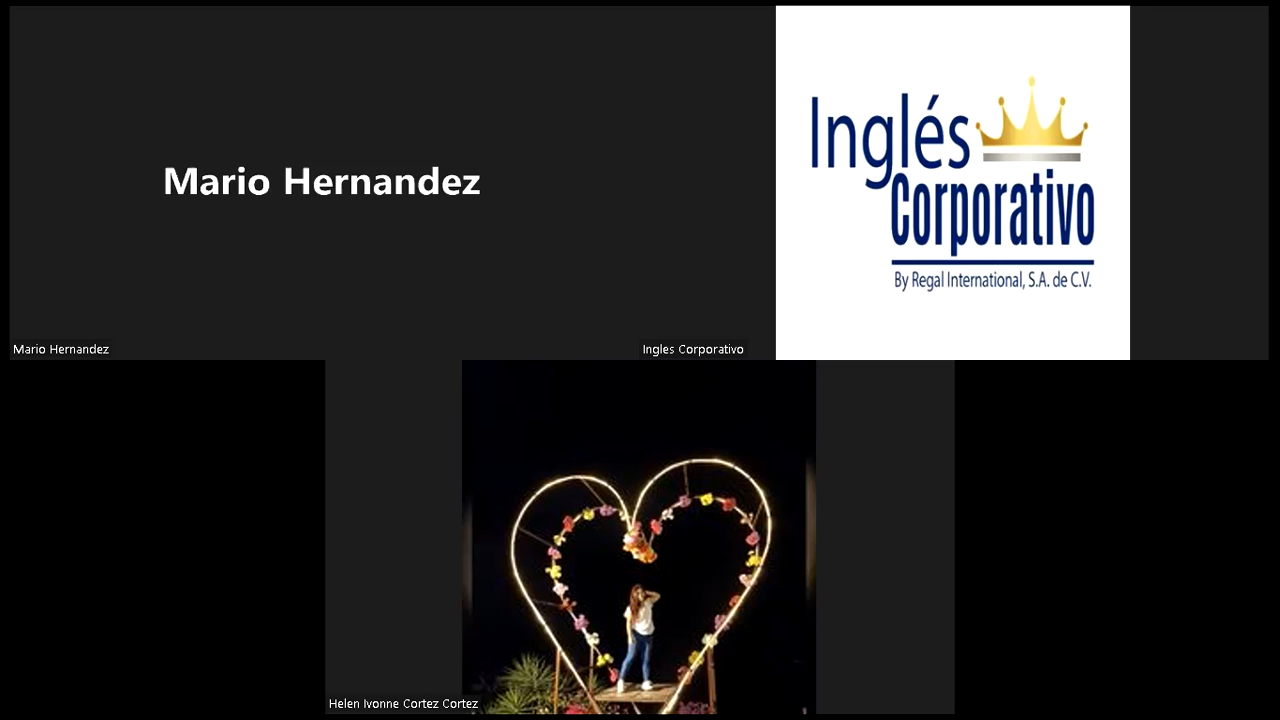 Mario Hernandez
Inglés
Corporativo
By Regal International, S.A. de C.V.
Mario Hernandez
Ingles Corporativo
Helen Ivonne Cortez Cortez